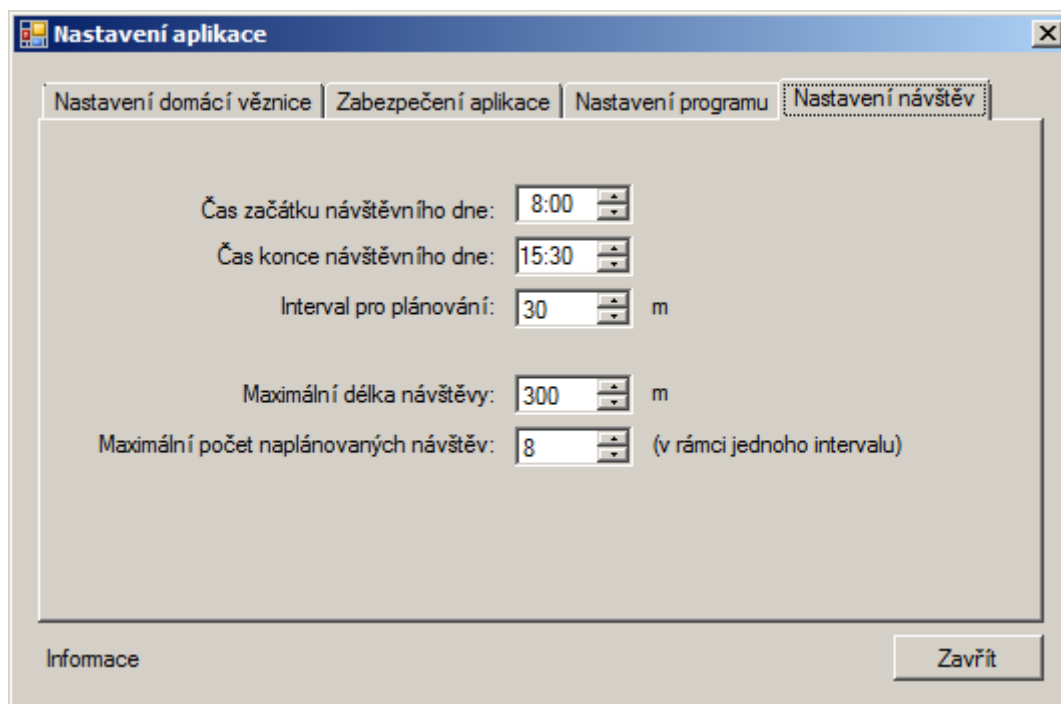 Nastavení aplikace
Nastavení domácí věznice Zabezpečení aplikace Nastavení programu Nastavení návštěv
Čas začátku návštěvního dne: 8:00
Čas konce návštěvního dne: 15:30
Interval pro plánování: 30 m
Maximální délka návštěvy: 300 m
Maximální počet naplánovaných návštěv: 8 (v rámci jednoho intervalu)
Informace Zavřít